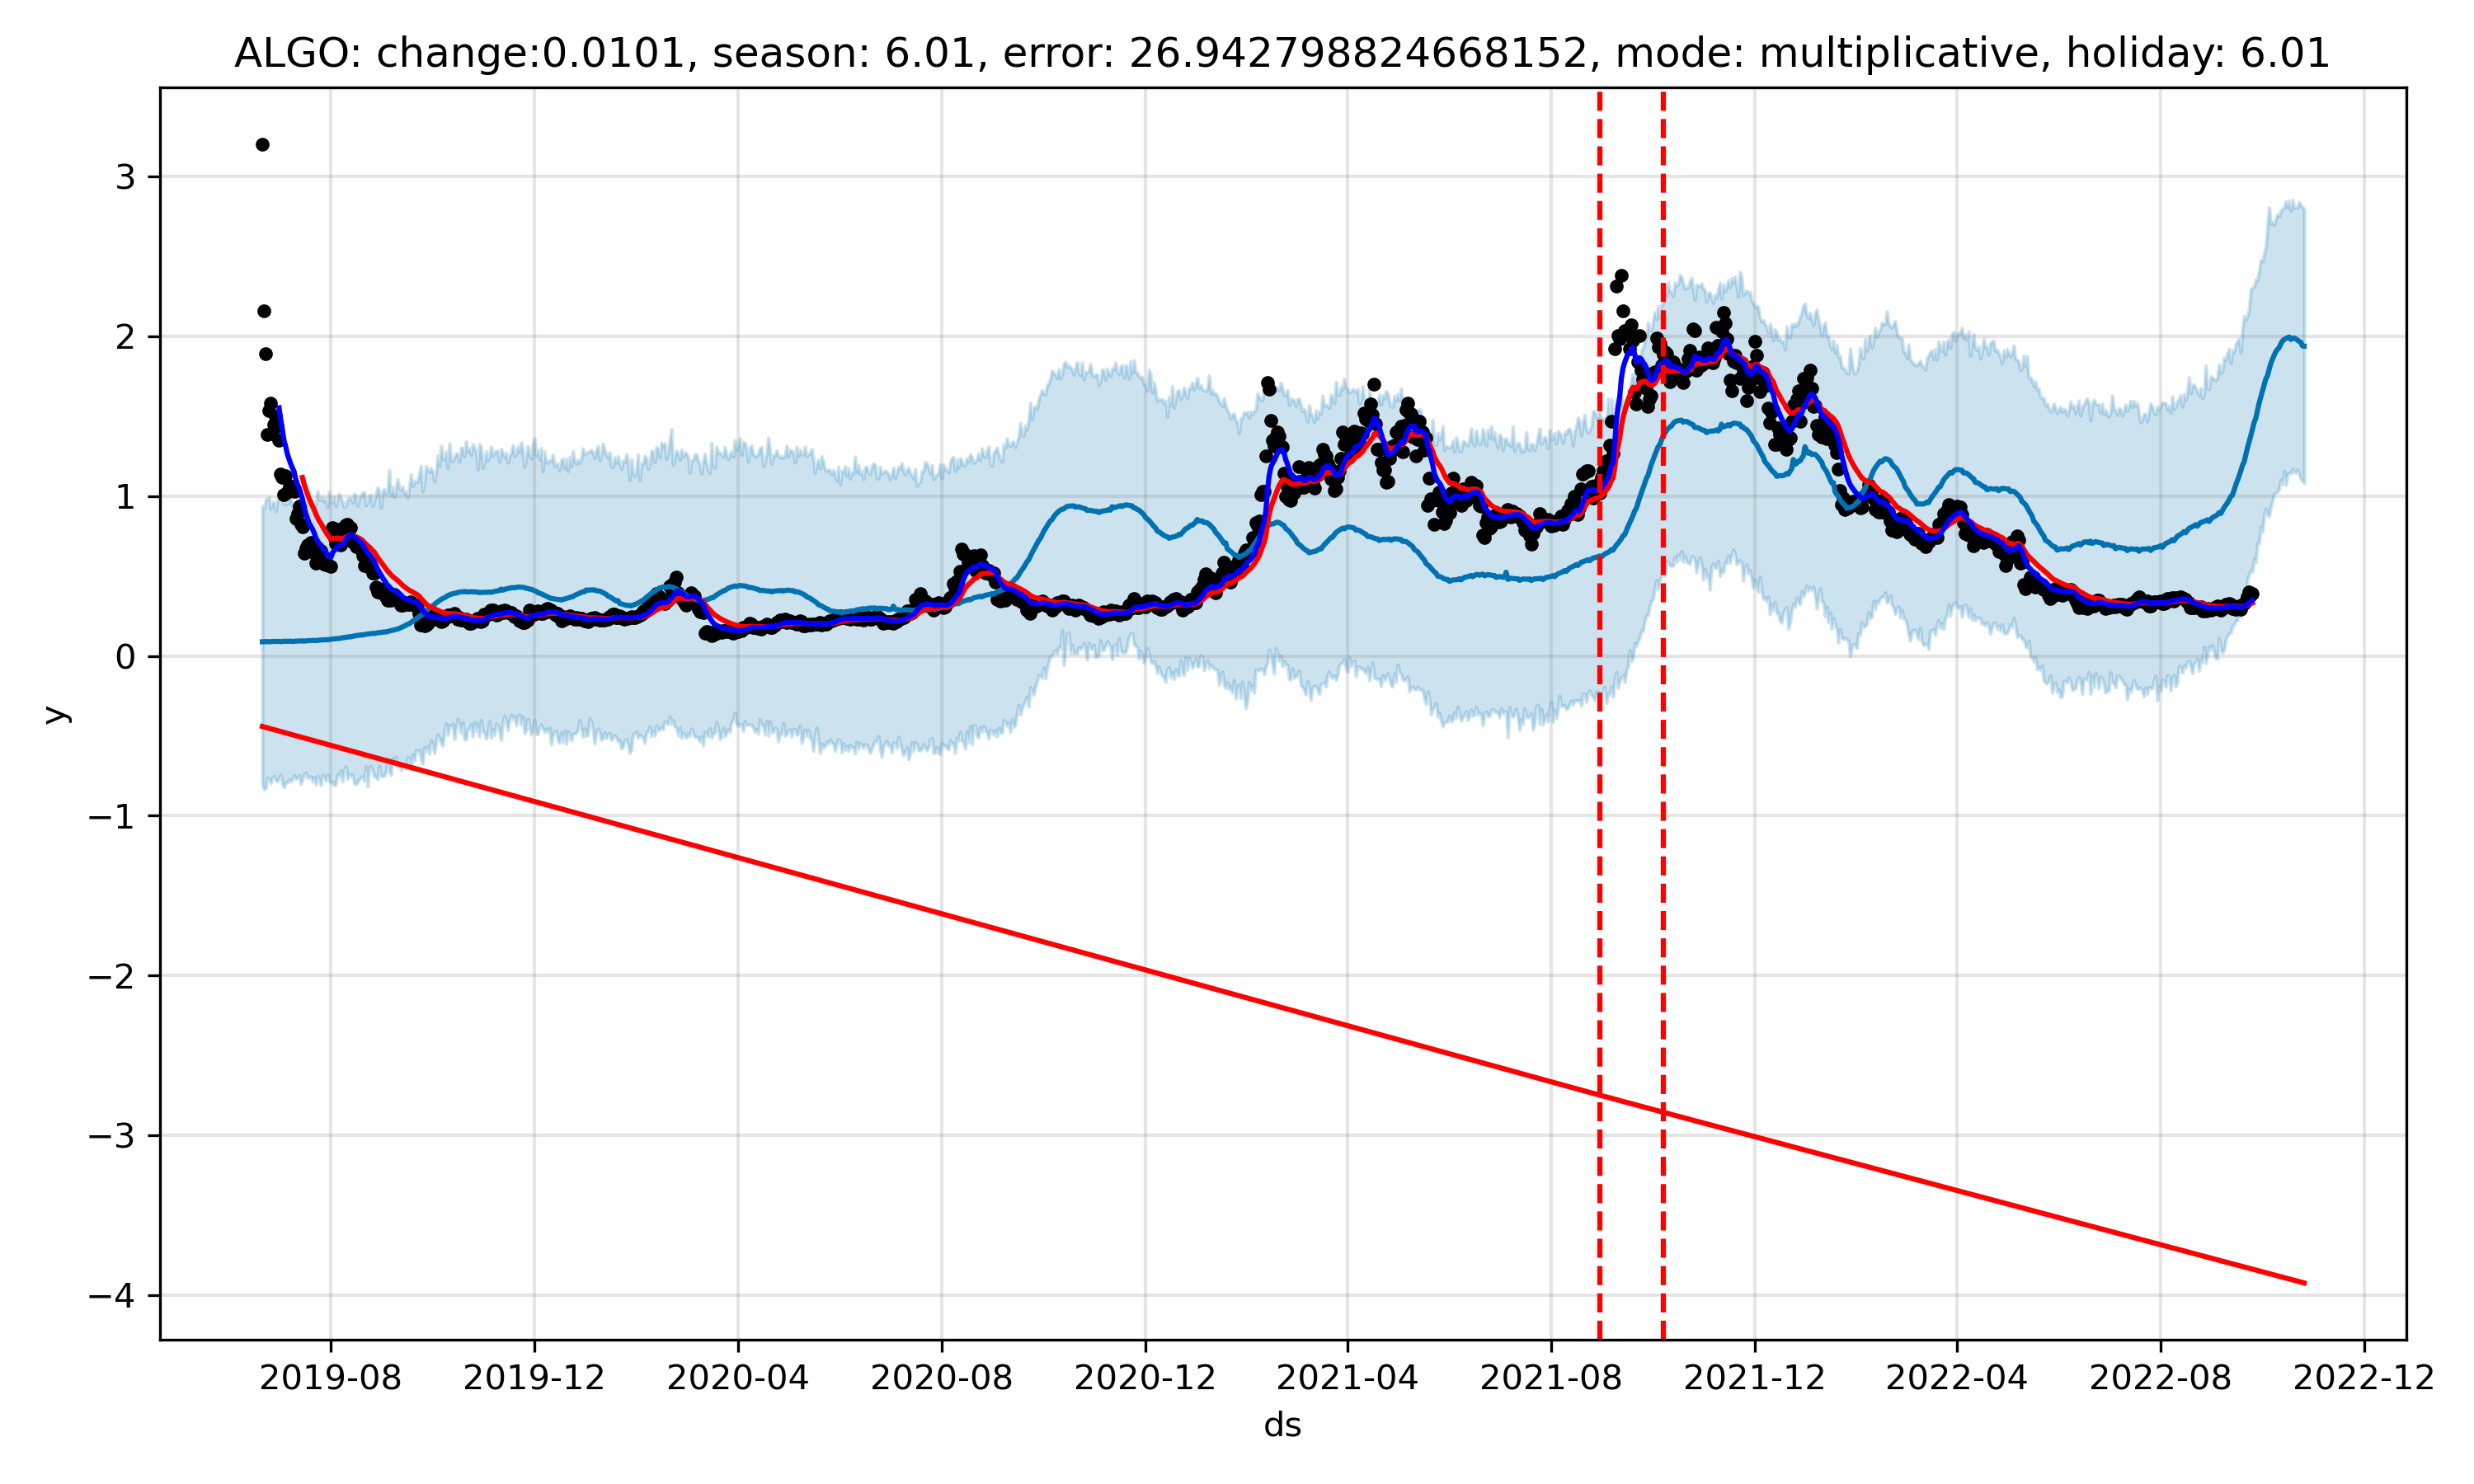 ALGO: change:0.0101, season: 6.01, error: 26.942798824668152, mode: multiplicative, holiday: 6.01
3
2
1
0
−1
−2
−3
−4
y
2019-08 2019-12 2020-04 2020-08 2020-12 2021-04 2021-08 2021-12 2022-04 2022-08 2022-12
ds